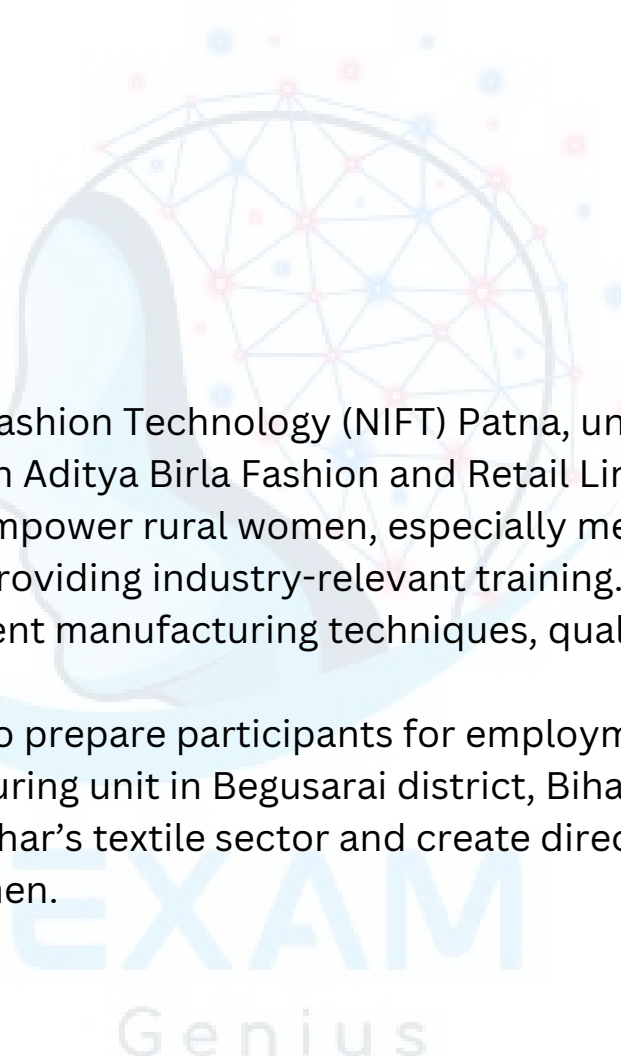 ashion Technology (NIFT) Patna, un
n Aditya Birla Fashion and Retail Li
mpower rural women, especially me
roviding industry-relevant training.
ent manufacturing techniques, qual
o prepare participants for employm
uring unit in Begusarai district, Biha
har’s textile sector and create direc
en.
EXAM
Genius